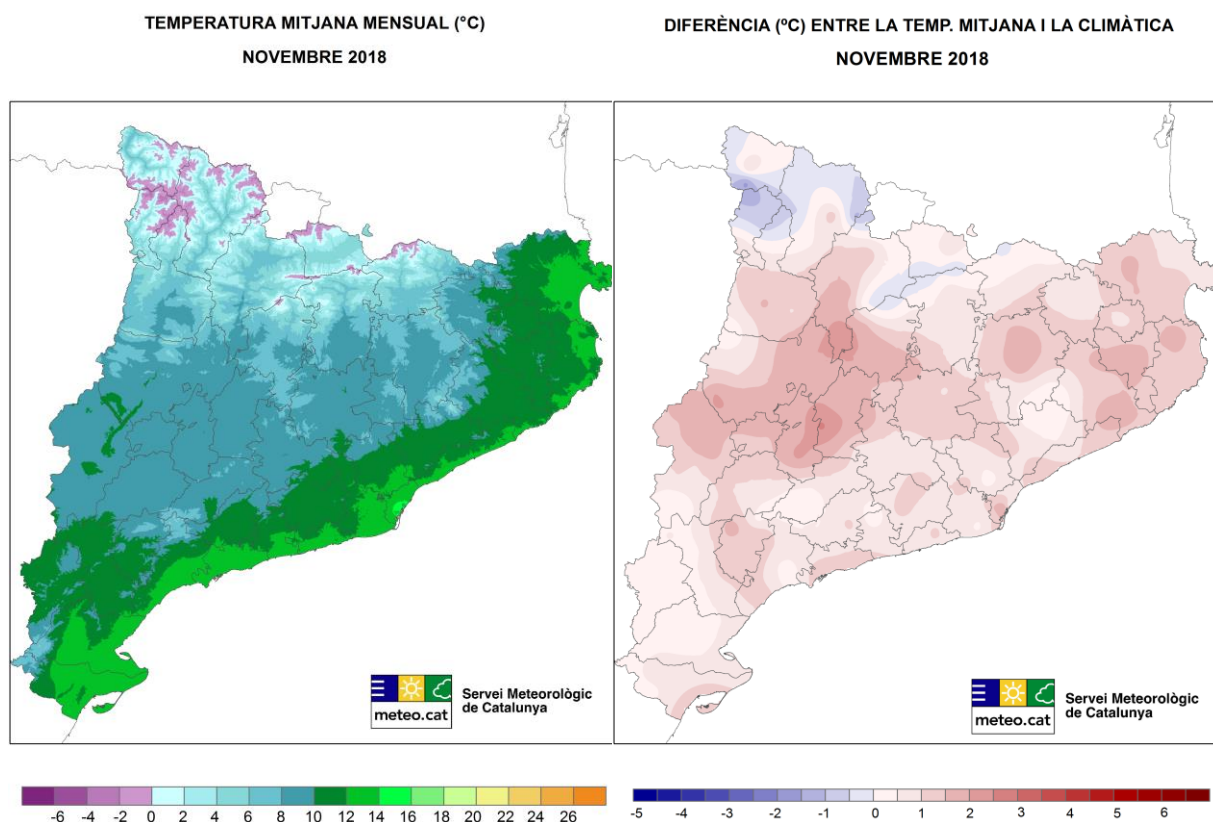 TEMPERATURA MITJANA MENSUAL (°C)
NOVEMBRE 2018
DIFERÈNCIA (ºC) ENTRE LA TEMP. MITJANA I LA CLIMÀTICA
NOVEMBRE 2018
meteo.cat
Servei Meteorològic
de Catalunya
meteo.cat
Servei Meteorològic
de Catalunya
-6 -4 -2 0 2 4 6 8 10 12 14 16 18 20 22 24 26
-5 -4 -3 -2 -1 0 1 2 3 4 5 6